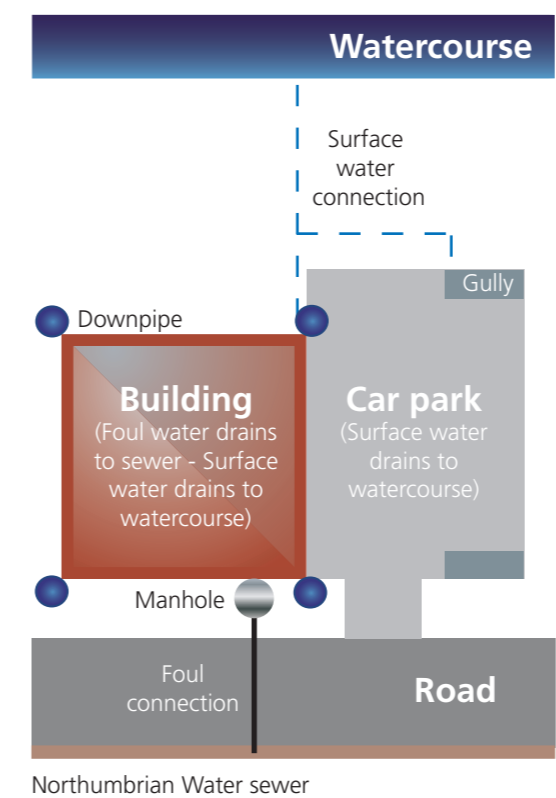 Watercourse
Surface
water
connection
Gully
Downpipe
Building
(Foul water drains
to sewer - Surface
water drains to
watercourse)
Car park
(Surface water
drains to
watercourse)
Manhole
Foul
connection
Road
Northumbrian Water sewer